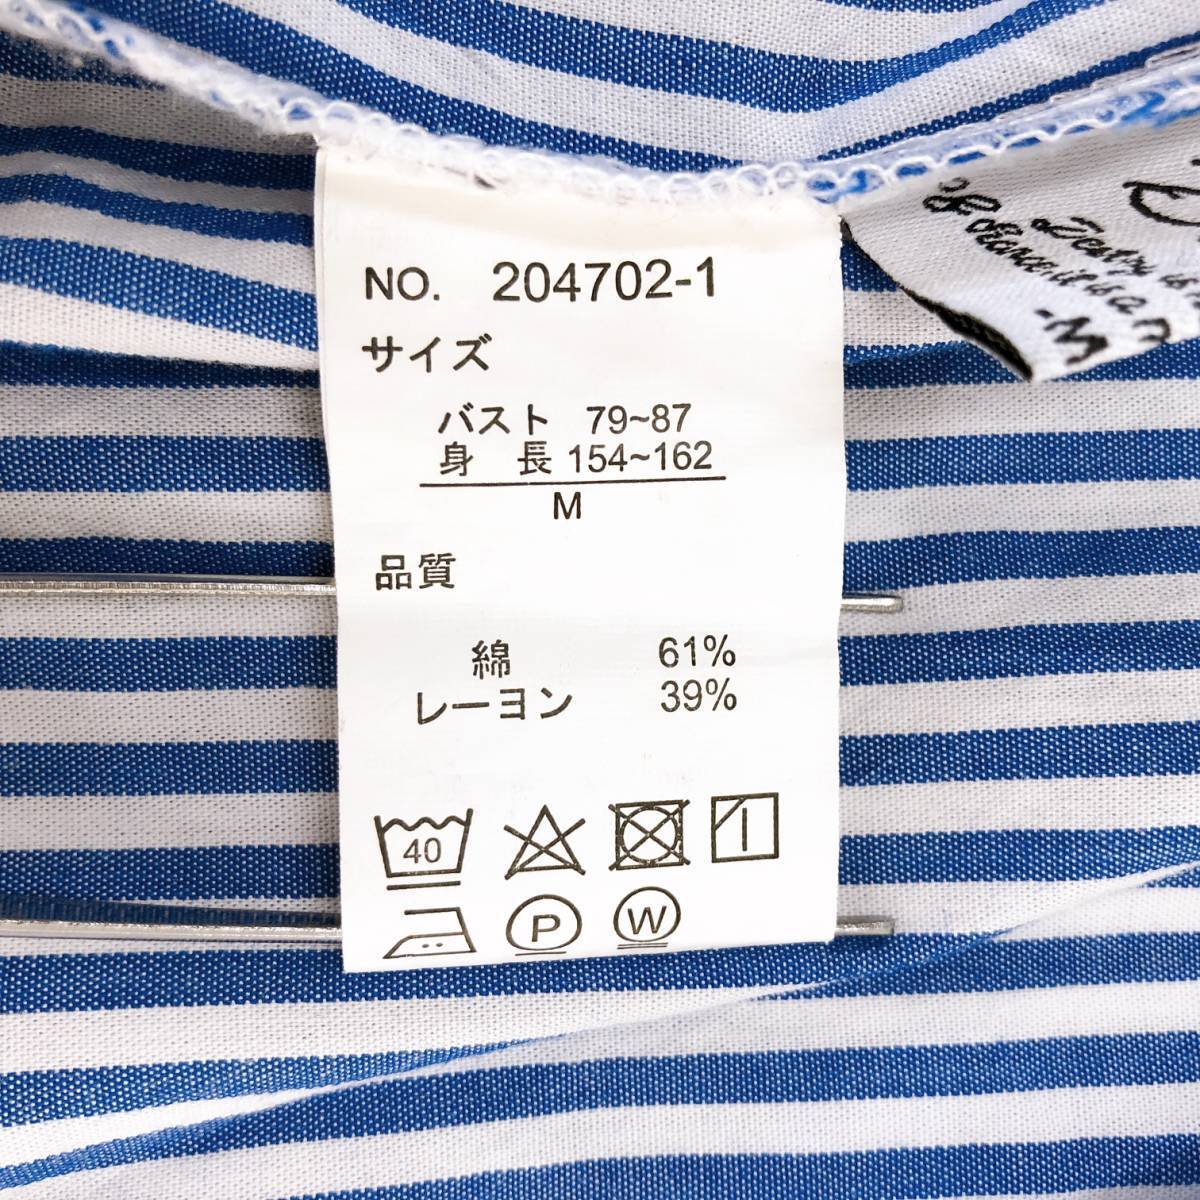 NO. 204702-1
サイズ
バスト 79~87
身 長 154~162
M
品質
綿 61%
レーヨン 39%
40
P
W
-M